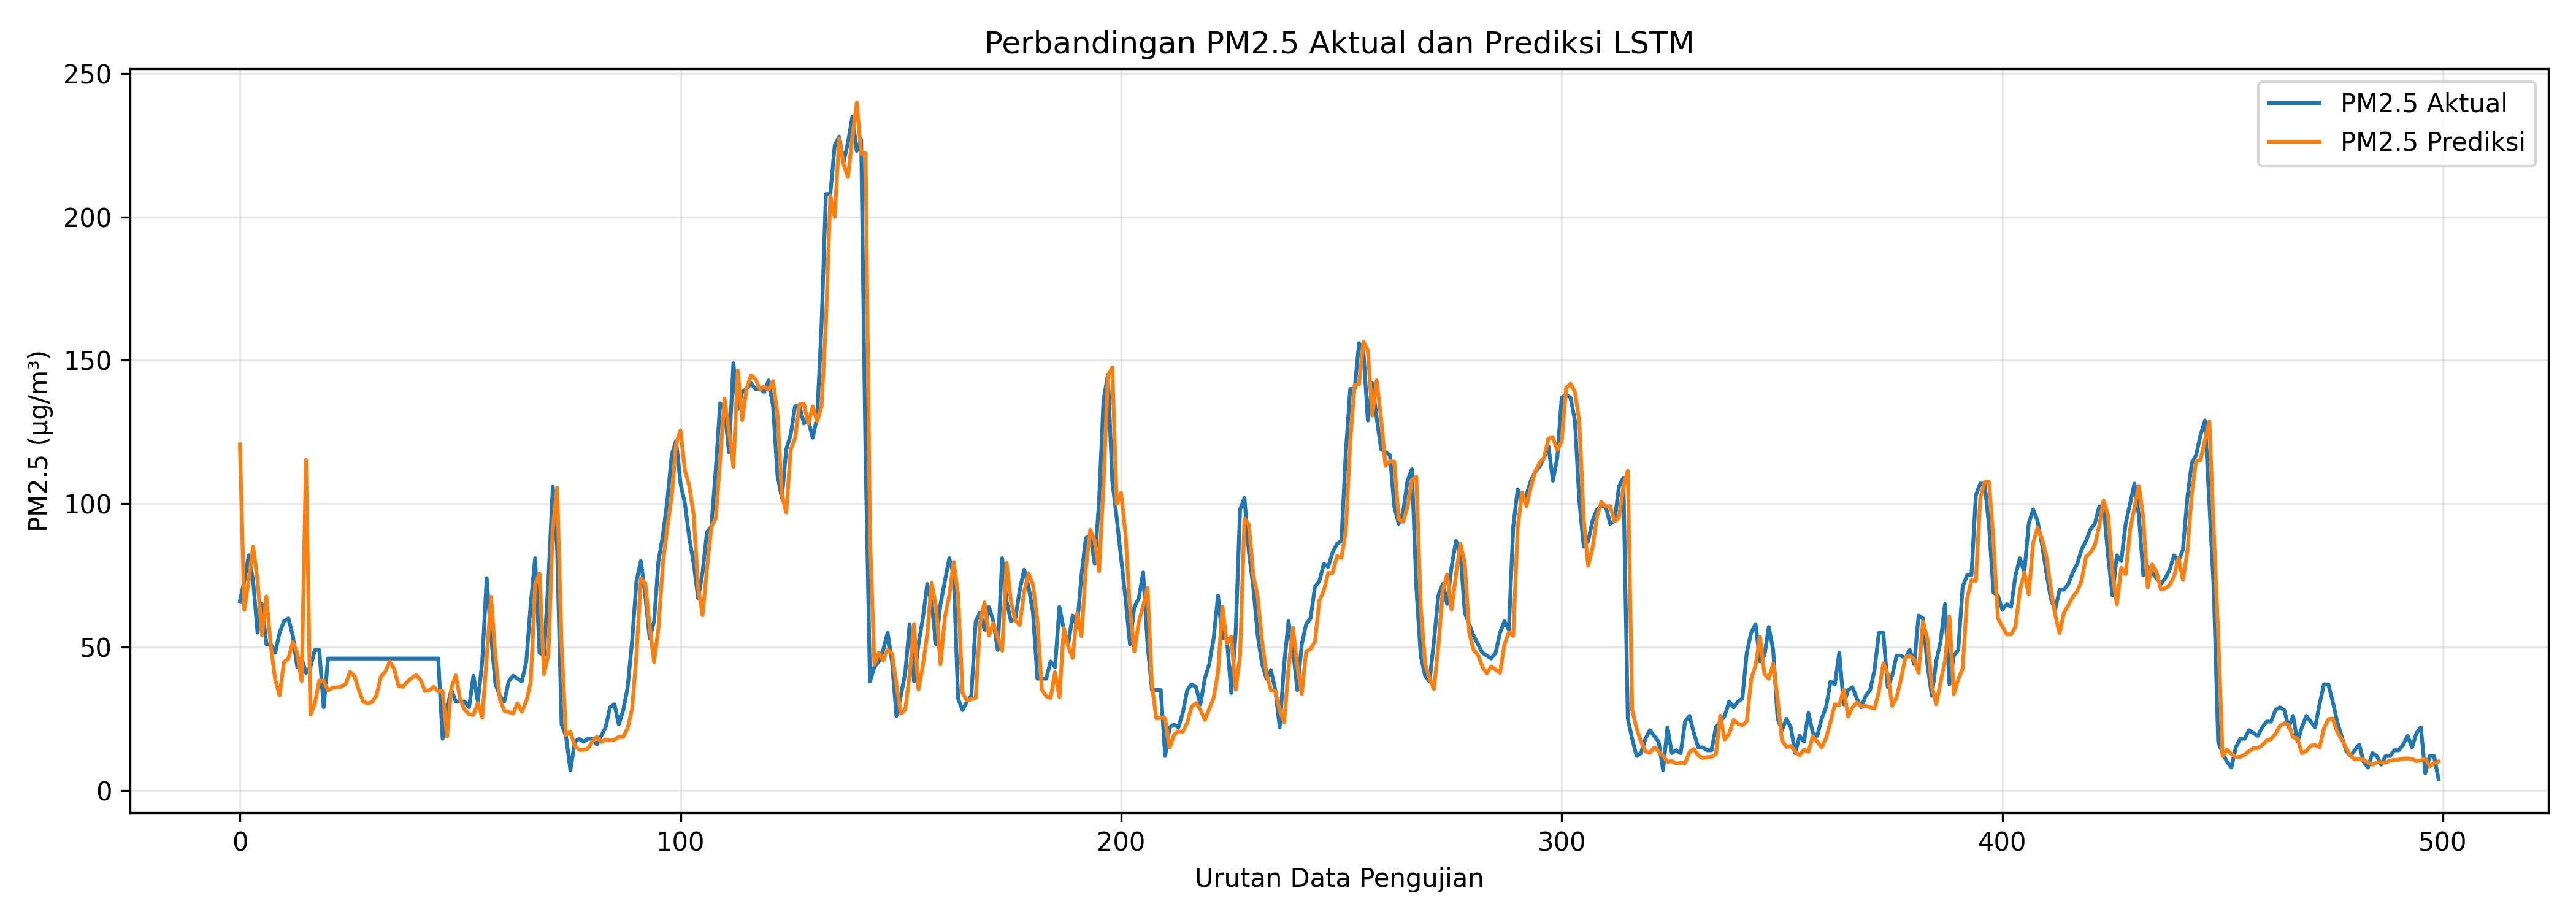 Perbandingan PM2.5 Aktual dan Prediksi LSTM
250
200
150
100
50
0
PM2.5 (µg/m³)
PM2.5 Aktual
PM2.5 Prediksi
0 100 200 300 400 500
Urutan Data Pengujian